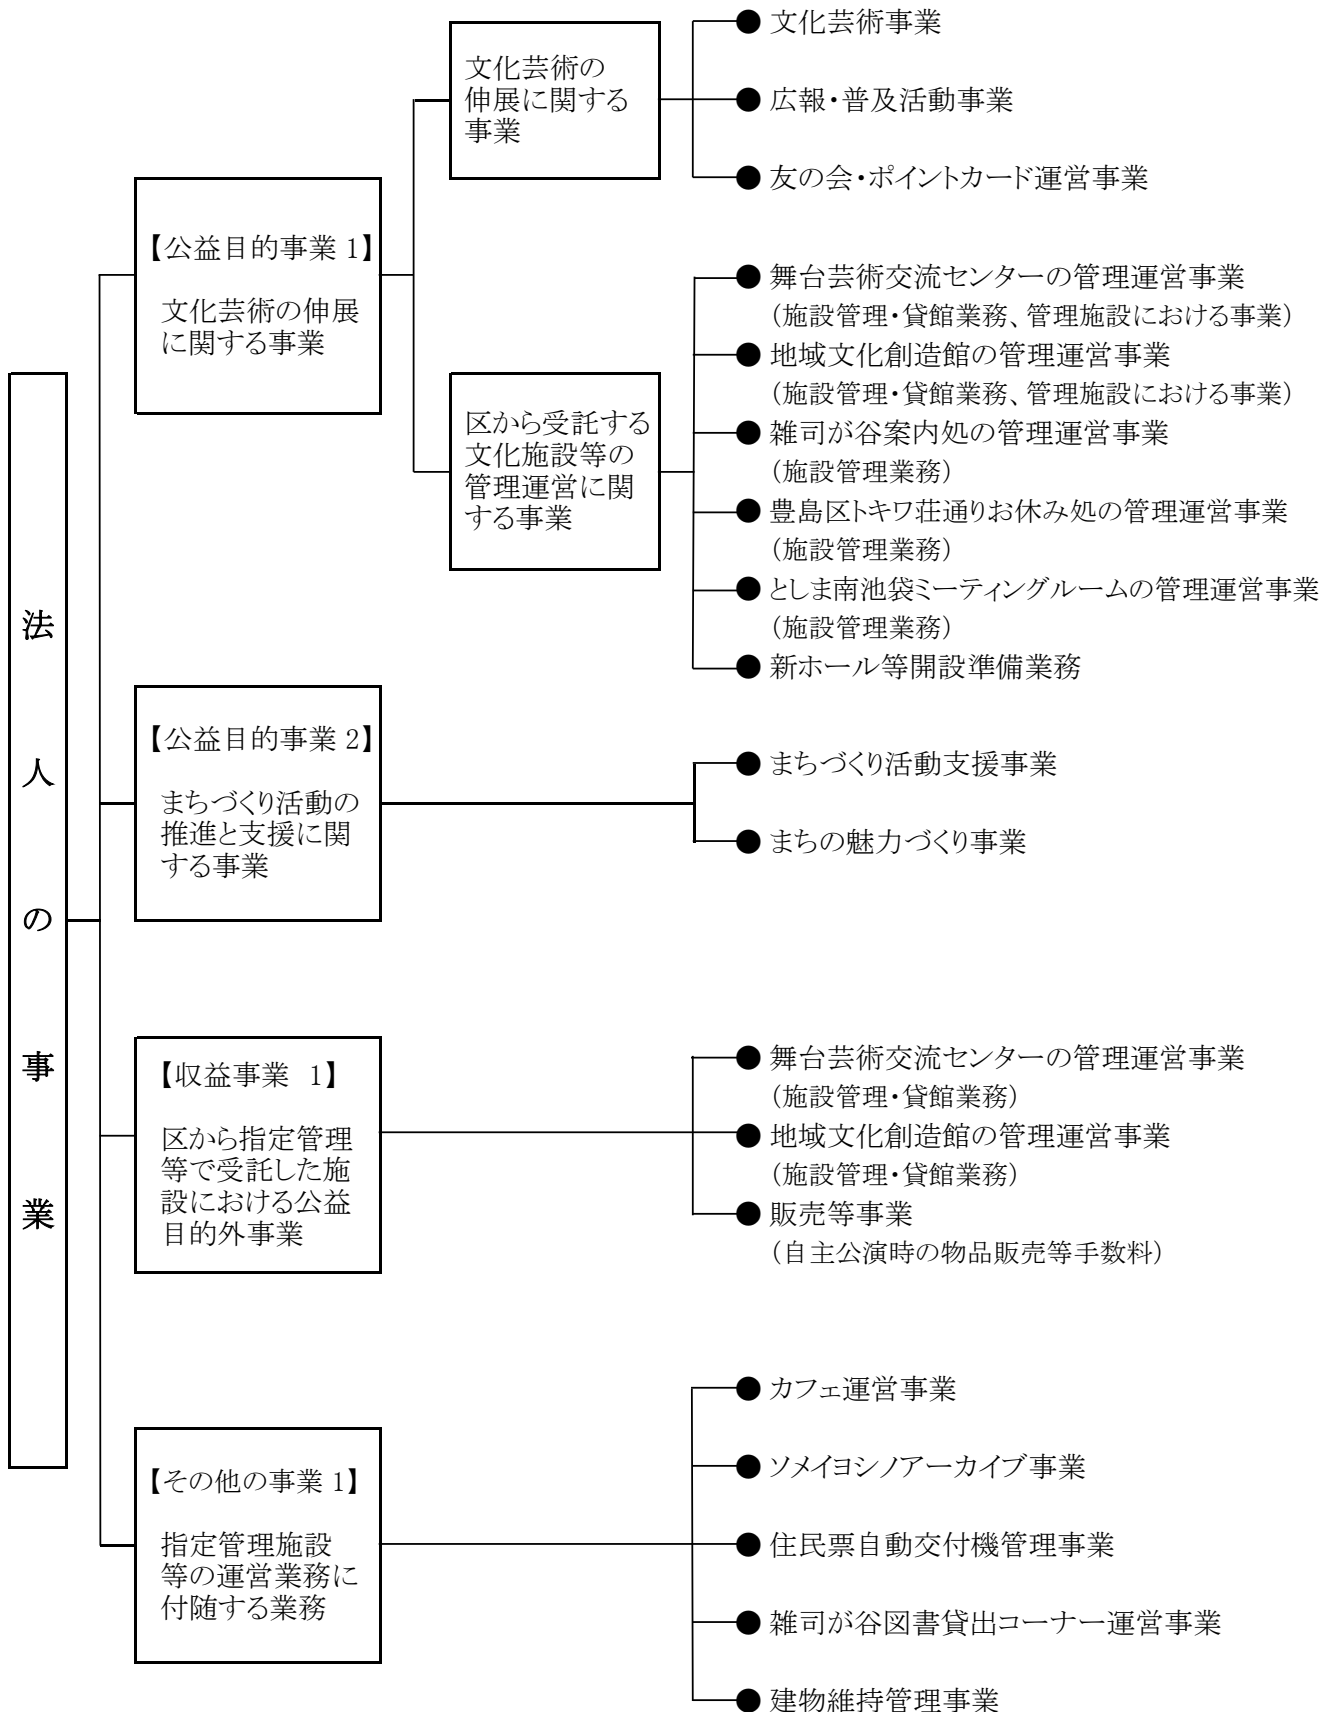 法人の事業
【公益目的事業 1】
文化芸術の伸展
に関する事業
文化芸術の
伸展に関する
事業
●文化芸術事業
●広報・普及活動事業
●友の会・ポイントカード運営事業
区から受託する
文化施設等の
管理運営に関
する事業
●舞台芸術交流センターの管理運営事業
（施設管理・貸館業務、管理施設における事業）
●地域文化創造館の管理運営事業
（施設管理・貸館業務、管理施設における事業）
●雑司が谷案内処の管理運営事業
（施設管理業務）
●豊島区トキワ荘通りお休み処の管理運営事業
（施設管理業務）
●としま南池袋ミーティングルームの管理運営事業
（施設管理業務）
●新ホール等開設準備業務
【公益目的事業 2】
まちづくり活動の
推進と支援に関
する事業
●まちづくり活動支援事業
●まちの魅力づくり事業
【収益事業 1】
区から指定管理
等で受託した施
設における公益
目的外事業
●舞台芸術交流センターの管理運営事業
（施設管理・貸館業務）
●地域文化創造館の管理運営事業
（施設管理・貸館業務）
●販売等事業
（自主公演時の物品販売等手数料）
【その他の事業 1】
指定管理施設
等の運営業務に
付随する業務
●カフェ運営事業
●ソメイヨシノアーカイブ事業
●住民票自動交付機管理事業
●雑司が谷図書貸出コーナー運営事業
●建物維持管理事業